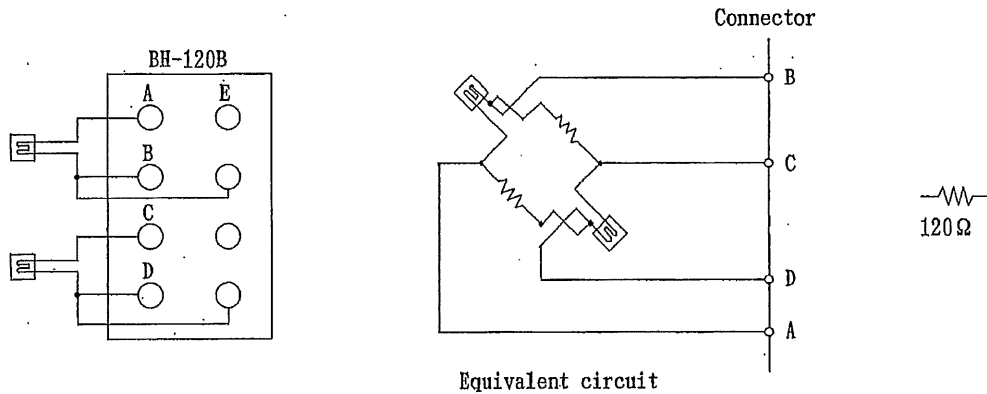 Connector
BH-120B
A E
B
C
D
B
C
D
A
120Ω
Equivalent circuit